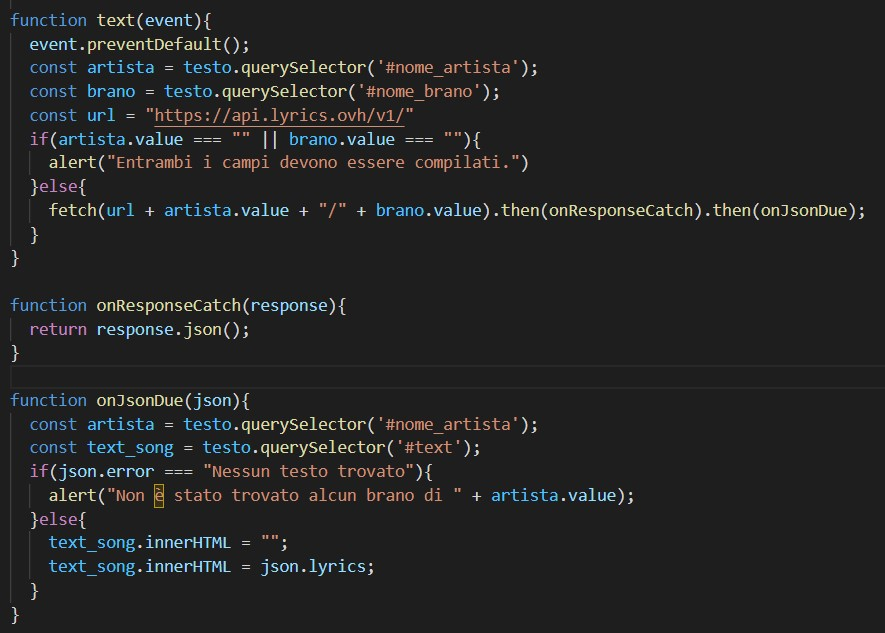 function text(event){
  event.preventDefault();
  const artista = testo.querySelector('#nome_artista');
  const brano = testo.querySelector('#nome_brano');
  const url = "https://api.lyrics.ovh/v1/"
  if(artista.value === "" || brano.value === ""){
    alert("Entrambi i campi devono essere compilati.")
  }else{
    fetch(url + artista.value + "/" + brano.value).then(onResponseCatch).then(onJsonDue);
  }
}

function onResponseCatch(response){
  return response.json();
}

function onJsonDue(json){
  const artista = testo.querySelector('#nome_artista');
  const text_song = testo.querySelector('#text');
  if(json.error === "Nessun testo trovato"){
    alert("Non è stato trovato alcun brano di " + artista.value);
  }else{
    text_song.innerHTML = "";
    text_song.innerHTML = json.lyrics;
  }
}